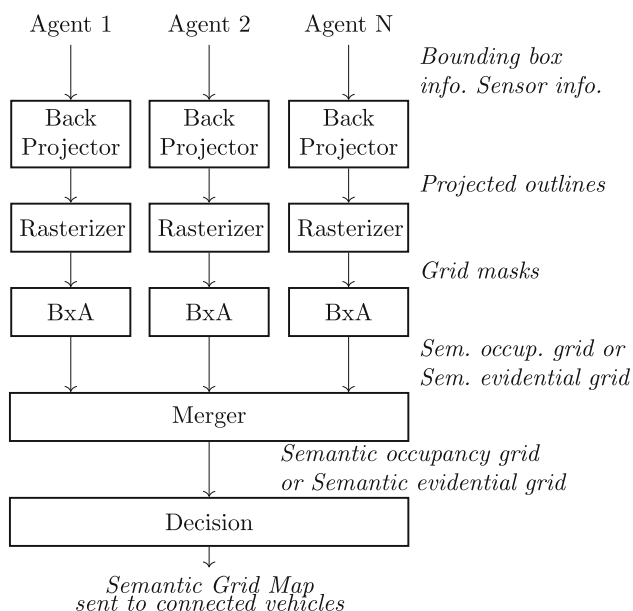 Agent 1 Agent 2 Agent N
Bounding box
info. Sensor info.
Back Projector Back Projector Back Projector
Projected outlines
Rasterizer Rasterizer Rasterizer
Grid masks
BxA BxA BxA
Sem. occup. grid or
Sem. evidential grid
Merger
Semantic occupancy grid
or Semantic evidential grid
Decision
Semantic Grid Map
sent to connected vehicles